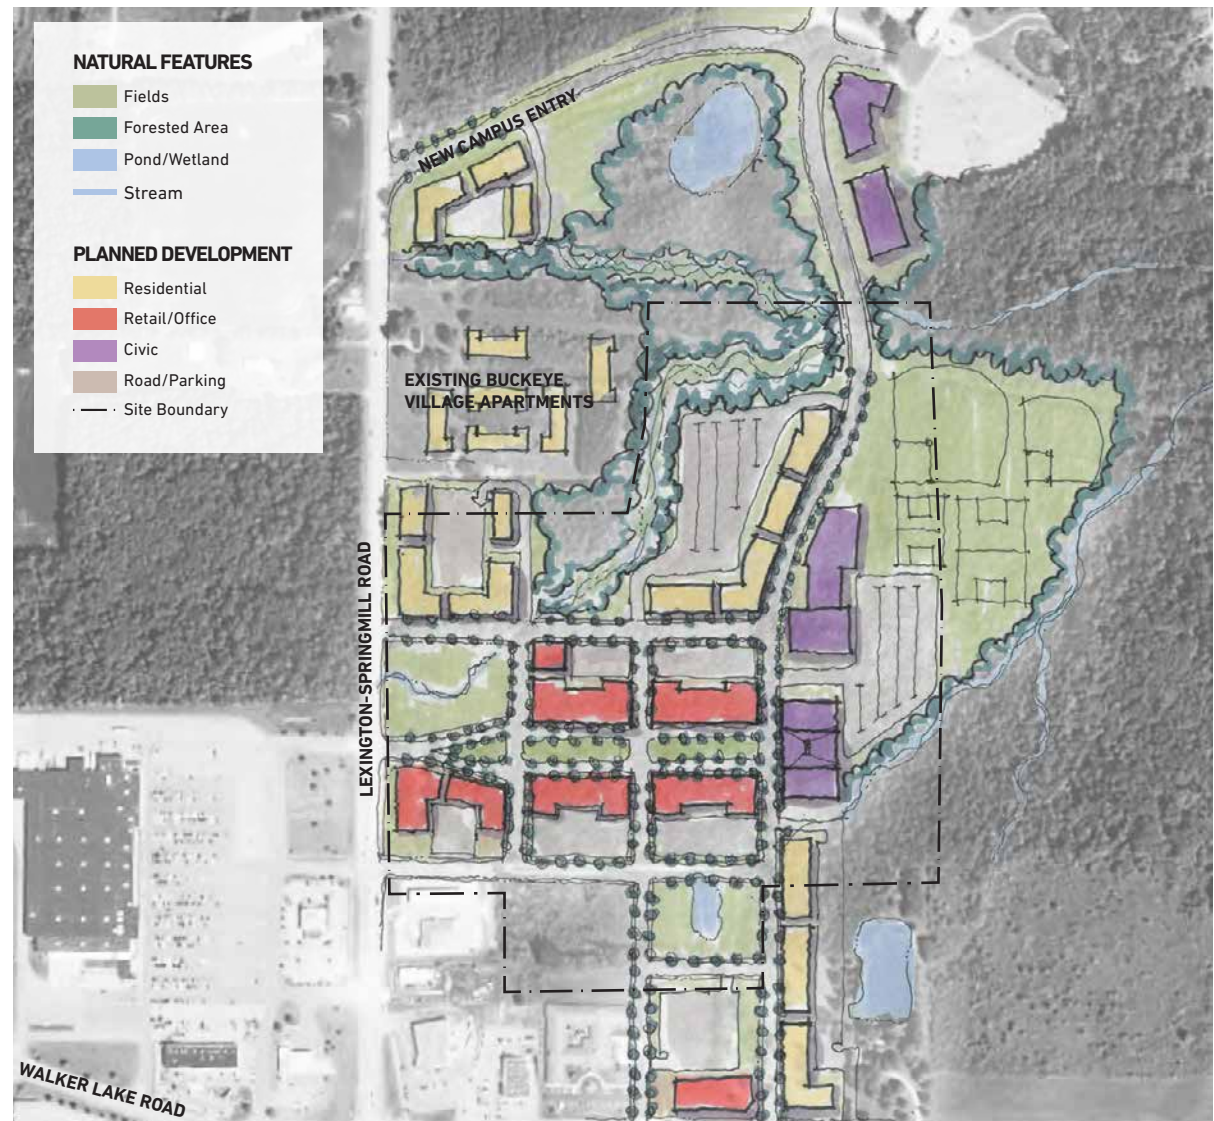 NATURAL FEATURES
Fields
Forested Area
Pond/Wetland
Stream
PLANNED DEVELOPMENT
Residential
Retail/Office
Civic
Road/Parking
Site Boundary
NEW CAMPUS ENTRY
EXISTING BUCKEYE
VILLAGE APARTMENTS
LEXINGTON-SPRINGMILL ROAD
WALKER LAKE ROAD